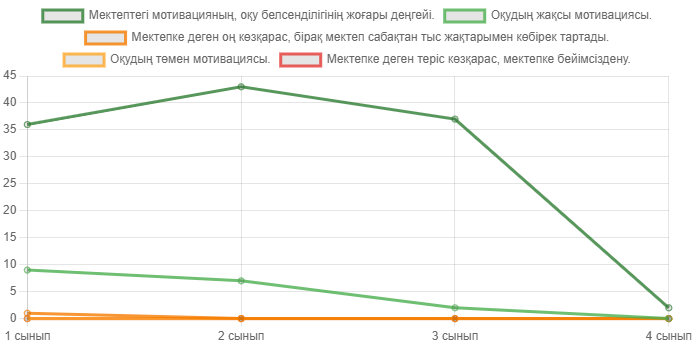 Мектептегі мотивацияның, оқу белсенділігінің жоғары деңгейі. Оқудың жақсы мотивациясы.
Мектепке деген оң көзқарас, бірақ мектеп сабақтан тыс жақтарымен көбірек тартады.
Оқудың төмен мотивациясы. Мектепке деген теріс көзқарас, мектепке бейімсіздену.
45
40
35
30
25
20
15
10
5
0
1 сынып 2 сынып 3 сынып 4 сынып